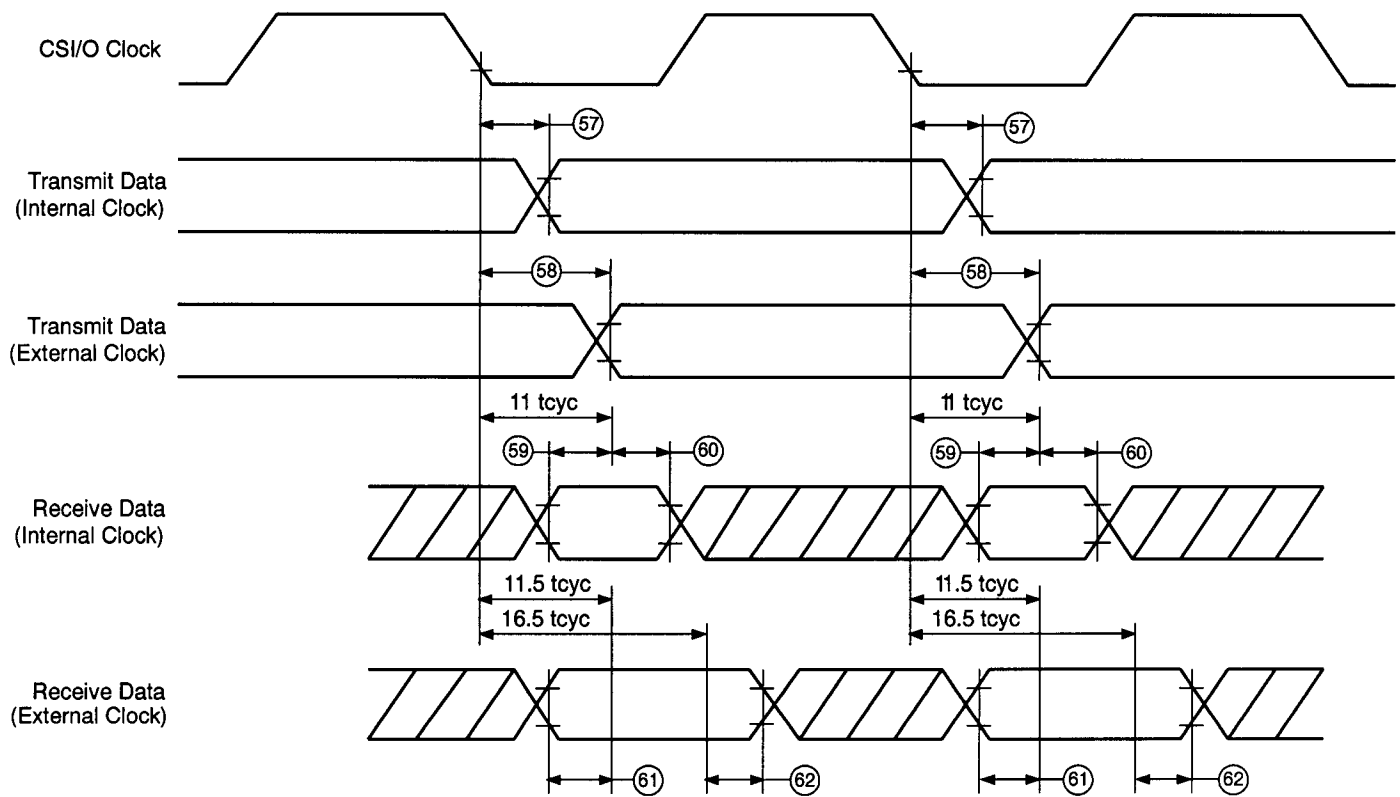 CSI/O Clock
57
57
Transmit Data
(Internal Clock)
58
58
Transmit Data
(External Clock)
11 tcyc
11 tcyc
59
60
59
60
Receive Data
(Internal Clock)
11.5 tcyc
11.5 tcyc
16.5 tcyc
16.5 tcyc
Receive Data
(External Clock)
61
62
61
62